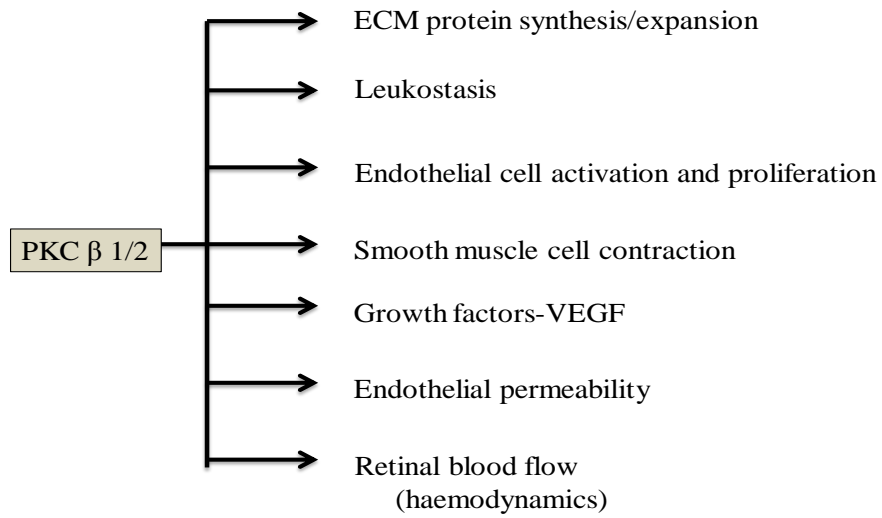 ECM protein synthesis/expansion
Leukostasis
Endothelial cell activation and proliferation
PKC β 1/2
Smooth muscle cell contraction
Growth factors-VEGF
Endothelial permeability
Retinal blood flow
(haemodynamics)